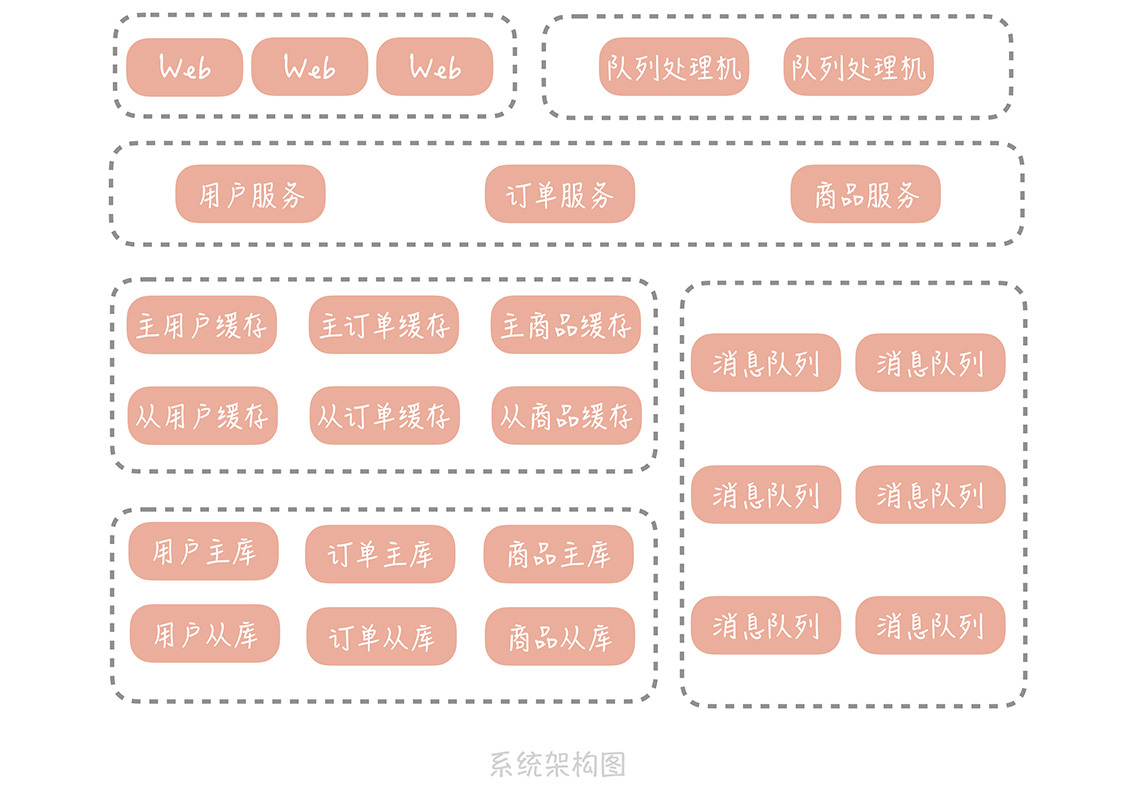 Web Web Web
队列处理机 队列处理机
用户服务 订单服务 商品服务
主用户缓存 主订单缓存 主商品缓存
从用户缓存 从订单缓存 从商品缓存
消息队列 消息队列
消息队列 消息队列
消息队列 消息队列
用户主库 订单主库 商品主库
用户从库 订单从库 商品从库
系统架构图